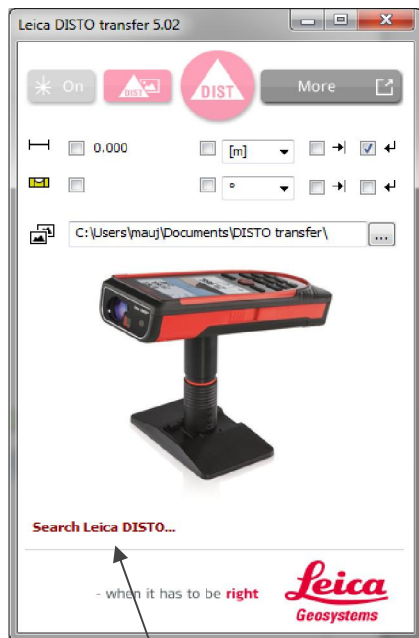 Leica DISTO transfer 5.02
On
DIST
DIST
More
0.000
[m]
°
C:\Users\mauj\Documents\DISTO transfer\
...
Search Leica DISTO...
- when it has to be right
Leica
Geosystems